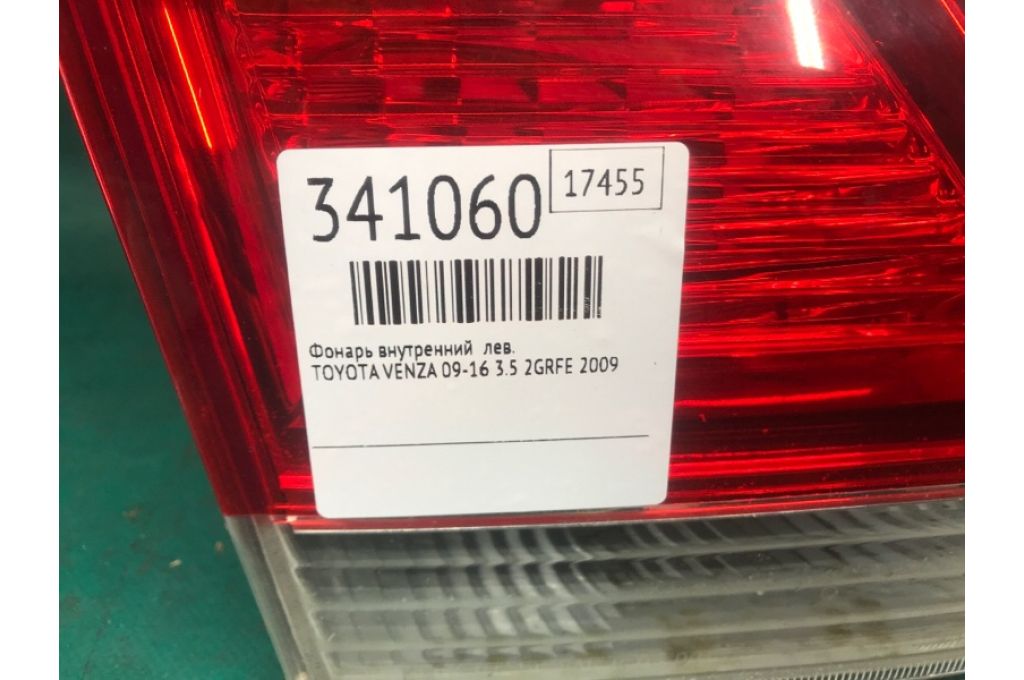 341060
17455
Фонарь внутренний лев.
TOYOTA VENZA 09-16 3.5 2GRFE 2009